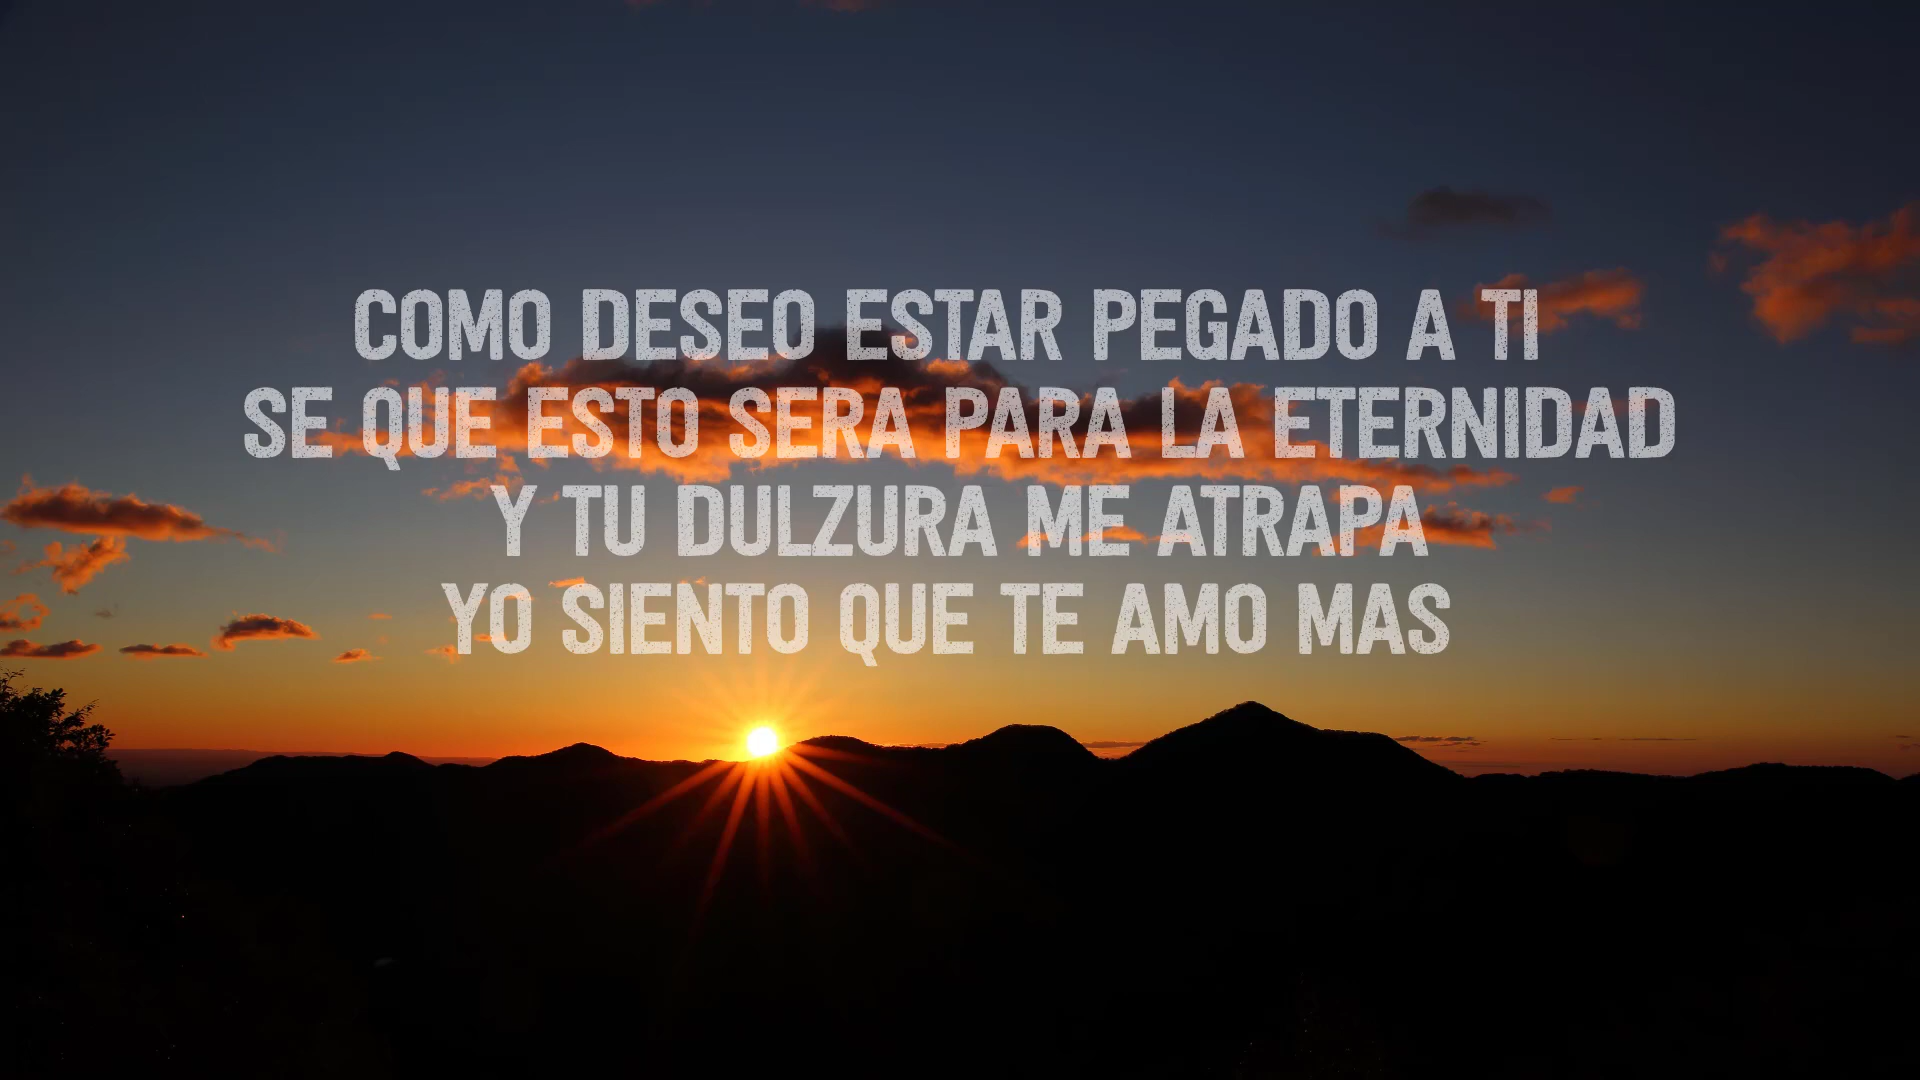 COMO DESEO ESTAR PEGADO A TI
SE QUE ESTO SERA PARA LA ETERNIDAD
Y TU DULZURA ME ATRAPA
YO SIENTO QUE TE AMO MAS